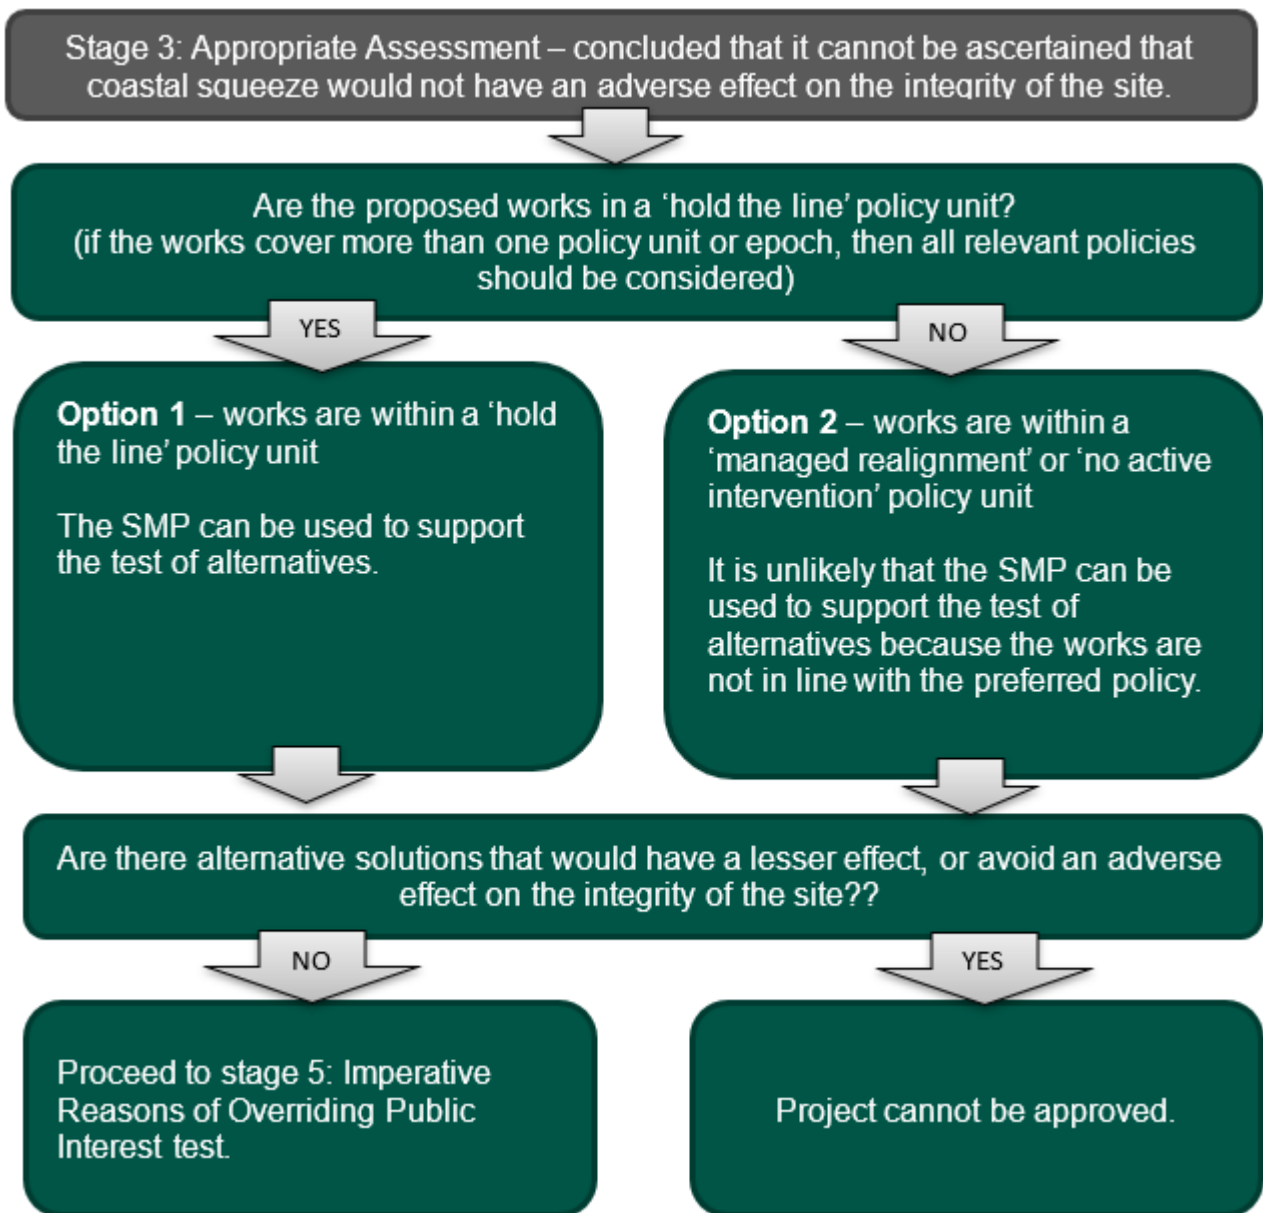 Stage 3: Appropriate Assessment – concluded that it cannot be ascertained that
coastal squeeze would not have an adverse effect on the integrity of the site.
Are the proposed works in a ‘hold the line’ policy unit?
(if the works cover more than one policy unit or epoch, then all relevant policies
should be considered)
YES
NO
Option 1 – works are within a ‘hold
the line’ policy unit
The SMP can be used to support
the test of alternatives.
Option 2 – works are within a
‘managed realignment’ or ‘no active
intervention’ policy unit
It is unlikely that the SMP can be
used to support the test of
alternatives because the works are
not in line with the preferred policy.
Are there alternative solutions that would have a lesser effect, or avoid an adverse
effect on the integrity of the site??
NO
YES
Proceed to stage 5: Imperative
Reasons of Overriding Public
Interest test.
Project cannot be approved.